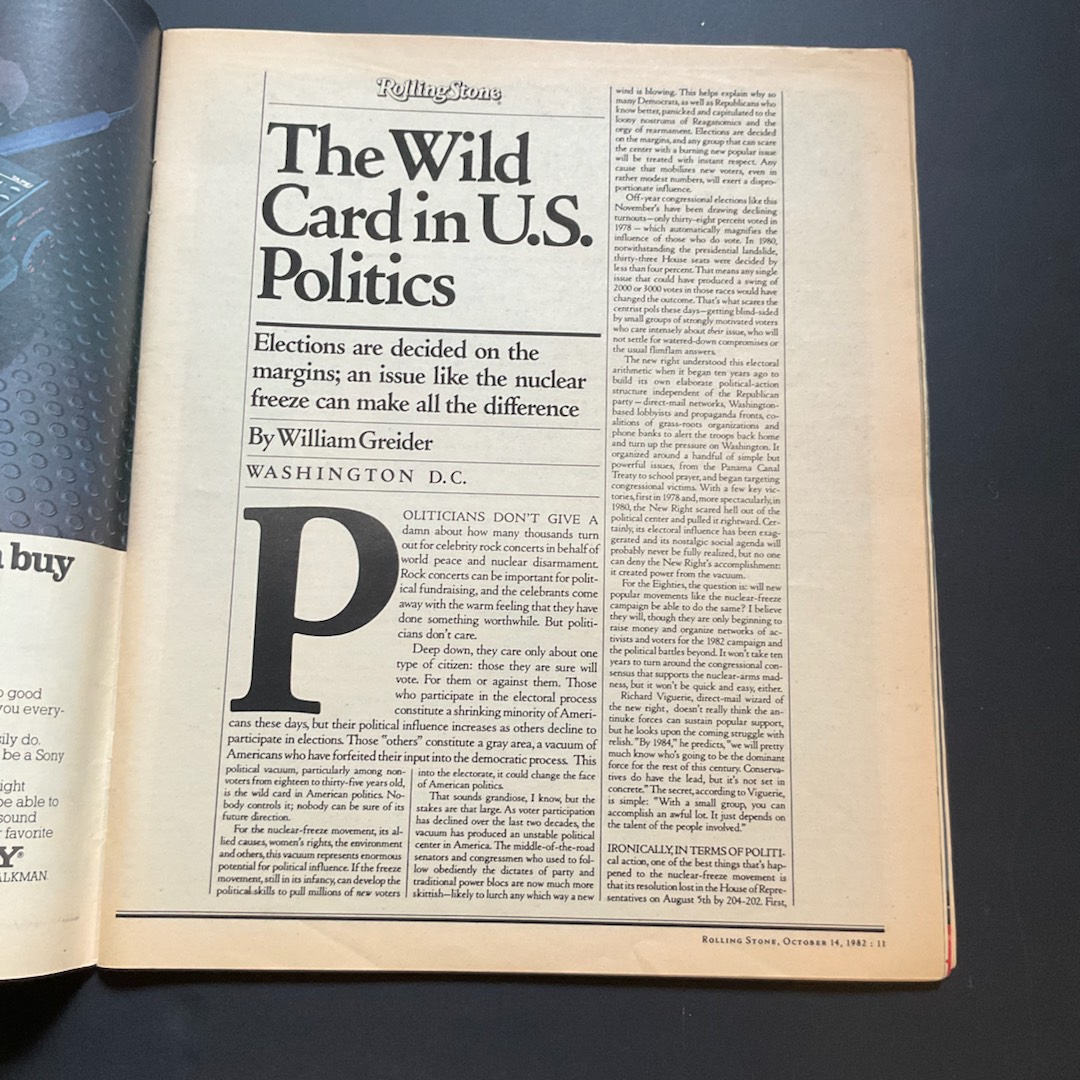 TAPE
buy
good
you every-
ily do.
be a Sony
ight
be able to
sound
favorite
Y®
ALKMAN.
RollingStone
The Wild
Card in U.S.
Politics
Elections are decided on the
margins; an issue like the nuclear
freeze can make all the difference
By William Greider
WASHINGTON D.C.
POLITICIANS DON'T GIVE A
damn about how many thousands turn
out for celebrity rock concerts in behalf of
world peace and nuclear disarmament.
Rock concerts can be important for polit-
ical fundraising, and the celebrants come
away with the warm feeling that they have
done something worthwhile. But politi-
cians don't care.
Deep down, they care only about one
type of citizen: those they are sure will
vote. For them or against them. Those
who participate in the electoral process
constitute a shrinking minority of Ameri-
cans these days, but their political influence increases as others decline to
participate in elections. Those "others" constitute a gray area, a vacuum of
Americans who have forfeited their input into the democratic process. This
political vacuum, particularly among non-
voters from eighteen to thirty-five years old,
is the wild card in American politics. No-
body controls it; nobody can be sure of its
future direction.
For the nuclear-freeze movement, its al-
lied causes, women's rights, the environment
and others, this vacuum represents enormous
potential for political influence. If the freeze
movement, still in its infancy, can develop the
political skills to pull millions of new voters
into the electorate, it could change the face
of American politics.
That sounds grandiose, I know, but the
stakes are that large. As voter participation
has declined over the last two decades, the
vacuum has produced an unstable political
center in America. The middle-of-the-road
senators and congressmen who used to fol-
low obediently the dictates of party and
traditional power blocs are now much more
skittish—likely to lurch any which way a new
wind is blowing. This helps explain why so
many Democrats, as well as Republicans who
know better, panicked and capitulated to the
loony nostrums of Reaganomics and the
orgy of rearmament. Elections are decided
on the margins, and any group that can scare
the center with a burning new popular issue
will be treated with instant respect. Any
cause that mobilizes new voters, even in
rather modest numbers, will exert a dispro-
portionate influence.
Off-year congressional elections like this
November's have been drawing declining
turnouts—only thirty-eight percent voted in
1978 — which automatically magnifies the
influence of those who do vote. In 1980,
notwithstanding the presidential landslide,
thirty-three House seats were decided by
less than four percent. That means any single
issue that could have produced a swing of
2000 or 3000 votes in those races would have
changed the outcome. That's what scares the
centrist pols these days—getting blind-sided
by small groups of strongly motivated voters
who care intensely about their issue, who will
not settle for watered-down compromises or
the usual flimflam answers.
The new right understood this electoral
arithmetic when it began ten years ago to
build its own elaborate political-action
structure independent of the Republican
party — direct-mail networks, Washington-
based lobbyists and propaganda fronts, co-
alitions of grass-roots organizations and
phone banks to alert the troops back home
and turn up the pressure on Washington. It
organized around a handful of simple but
powerful issues, from the Panama Canal
Treaty to school prayer, and began targeting
congressional victims. With a few key vic-
tories, first in 1978 and, more spectacularly, in
1980, the New Right scared hell out of the
political center and pulled it rightward. Cer-
tainly, its electoral influence has been exag-
gerated and its nostalgic social agenda will
probably never be fully realized, but no one
can deny the New Right's accomplishment:
it created power from the vacuum.
For the Eighties, the question is: will new
popular movements like the nuclear-freeze
campaign be able to do the same? I believe
they will, though they are only beginning to
raise money and organize networks of ac-
tivists and voters for the 1982 campaign and
the political battles beyond. It won't take ten
years to turn around the congressional con-
sensus that supports the nuclear-arms mad-
ness, but it won't be quick and easy, either.
Richard Viguerie, direct-mail wizard of
the new right, doesn't really think the an-
tinuke forces can sustain popular support,
but he looks upon the coming struggle with
relish. "By 1984," he predicts, "we will pretty
much know who's going to be the dominant
force for the rest of this century. Conserva-
tives do have the lead, but it's not set in
concrete." The secret, according to Viguerie,
is simple: "With a small group, you can
accomplish an awful lot. It just depends on
the talent of the people involved."
IRONICALLY, IN TERMS OF POLITI-
cal action, one of the best things that's hap-
pened to the nuclear-freeze movement is
that its resolution lost in the House of Repre-
sentatives on August 5th by 204-202. First,
ROLLING STONE, OCTOBER 14, 1982 : 11